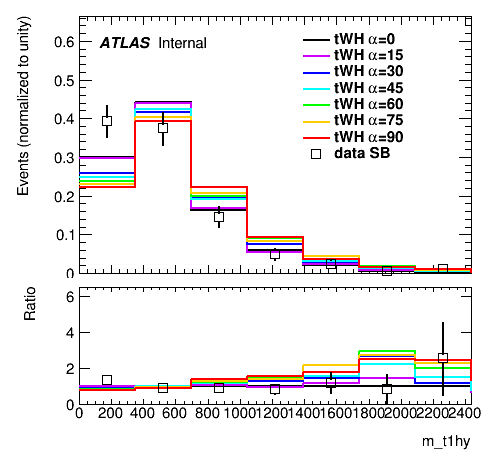 Events (normalized to unity)
ATLAS Internal
tWH α=0
tWH α=15
tWH α=30
tWH α=45
tWH α=60
tWH α=75
tWH α=90
data SB
0.6
0.5
0.4
0.3
0.2
0.1
0
Ratio
6
4
2
0
0 200 400 600 800 1000 1200 1400 1600 1800 2000 2200 2400
m_t1hy